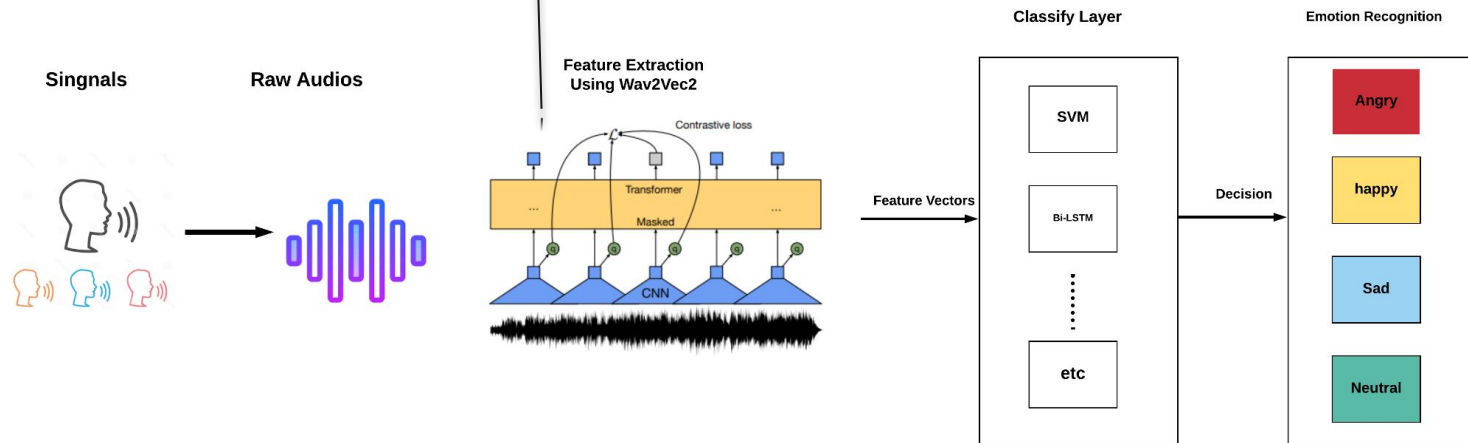 Singnals
Raw Audios
Feature Extraction
Using Wav2Vec2
Contrastive loss
ℒ
Transformer
...
...
Masked
q
q
q
q
q
CNN
Feature Vectors
Classify Layer
SVM
Bi-LSTM
etc
Decision
Emotion Recognition
Angry
happy
Sad
Neutral